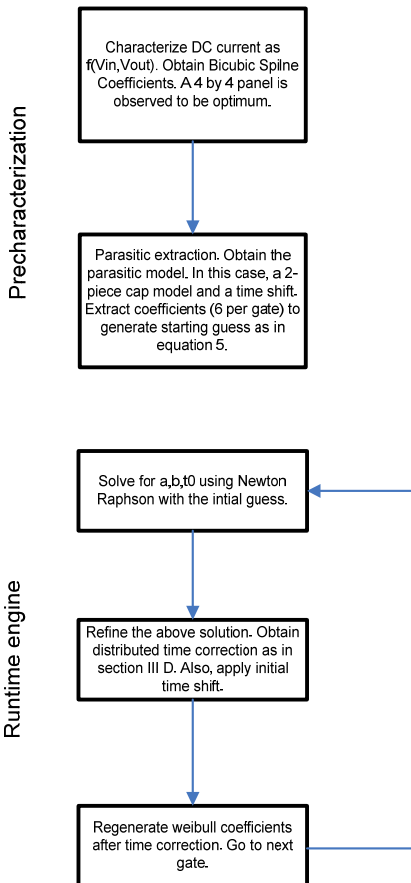 Precharacterization
Characterize DC current as
f(Vin,Vout). Obtain Bicubic Spilne
Coefficients. A 4 by 4 panel is
observed to be optimum.
Parasitic extraction. Obtain the
parasitic model. In this case, a 2-
piece cap model and a time shift.
Extract coefficients (6 per gate) to
generate starting guess as in
equation 5.
Runtime engine
Solve for a,b,t0 using Newton
Raphson with the intial guess.
Refine the above solution. Obtain
distributed time correction as in
section III D. Also, apply initial
time shift.
Regenerate weibull coefficients
after time correction. Go to next
gate.